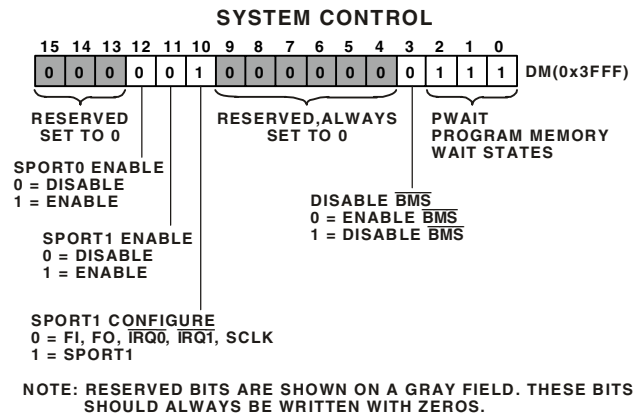 SYSTEM CONTROL
15 14 13 12 11 10 9 8 7 6 5 4 3 2 1 0
0 0 0 0 0 1 0 0 0 0 0 0 0 1 1 1 DM(0x3FFF)
RESERVED
SET TO 0
RESERVED,ALWAYS
SET TO 0
PWAIT
PROGRAM MEMORY
WAIT STATES
SPORT0 ENABLE
0 = DISABLE
1 = ENABLE
DISABLE BMS
0 = ENABLE BMS
1 = DISABLE BMS
SPORT1 ENABLE
0 = DISABLE
1 = ENABLE
SPORT1 CONFIGURE
0 = FI, FO, IRQ0, IRQ1, SCLK
1 = SPORT1
NOTE: RESERVED BITS ARE SHOWN ON A GRAY FIELD. THESE BITS
SHOULD ALWAYS BE WRITTEN WITH ZEROS.